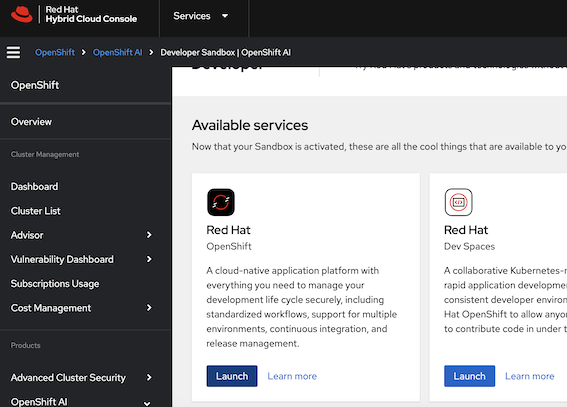 Red Hat
Hybrid Cloud Console
Services
OpenShift
OpenShift AI
Developer Sandbox | OpenShift AI
OpenShift
Overview
Cluster Management
Dashboard
Cluster List
Advisor
Vulnerability Dashboard
Subscriptions Usage
Cost Management
Products
Advanced Cluster Security
OpenShift AI
Developer
Available services
Now that your Sandbox is activated, these are all the cool things that are available to
Red Hat
OpenShift
A cloud-native application platform with
everything you need to manage your
development life cycle securely, including
standardized workflows, support for multiple
environments, continuous integration, and
release management.
Launch
Learn more
Red Hat
Dev Spaces
A collaborative Kubernetes-
rapid application
consistent developer
Hat OpenShift to allow
to contribute code in under
Launch
Learn more